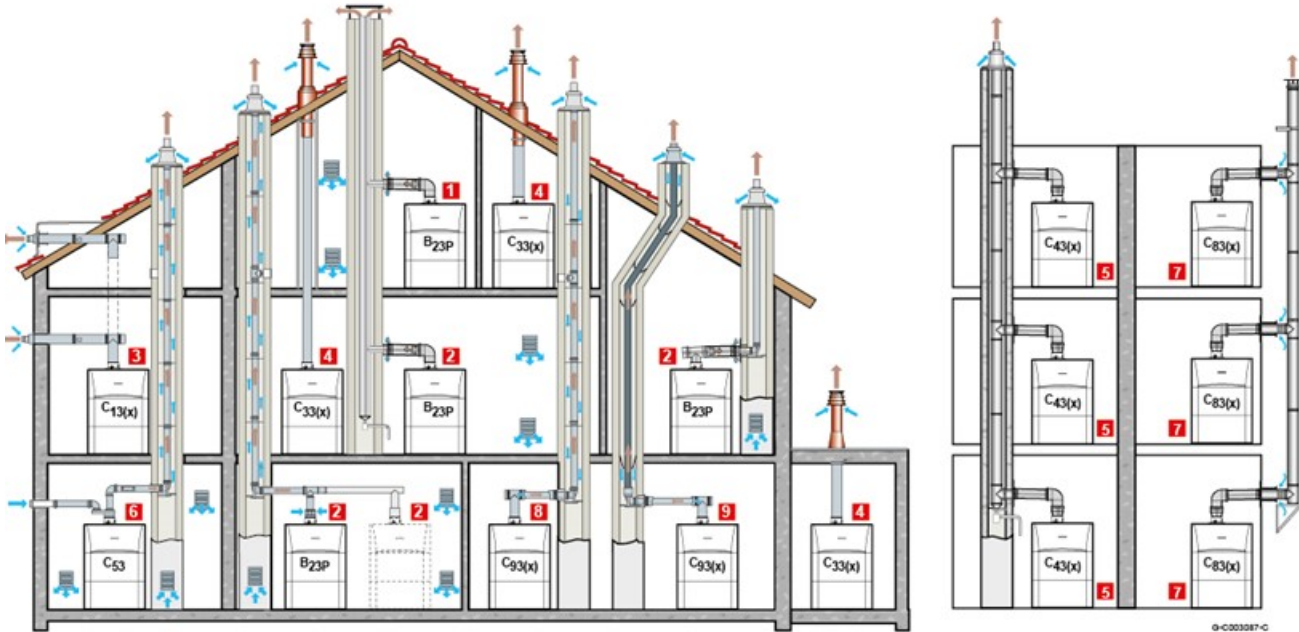 1
4
B23P
C33(x)
C43(x)
C83(x)
5
7
3
4
2
2
C13(x)
C33(x)
B23P
B23P
C43(x)
C83(x)
5
7
6
2
2
8
9
4
C53
B23P
C93(x)
C93(x)
C33(x)
C43(x)
C83(x)
5
7
G-C003087-C